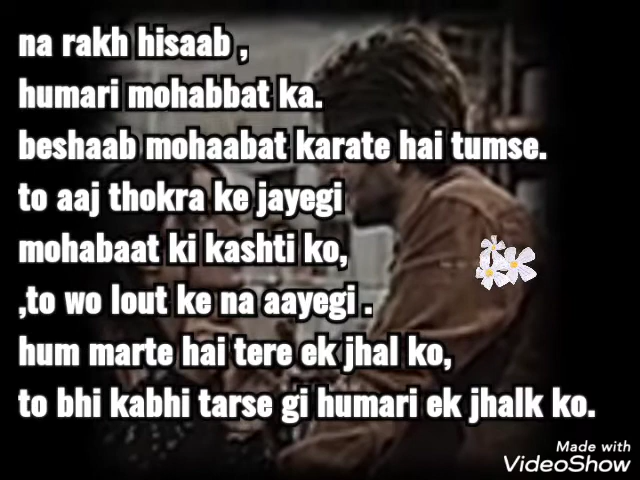 na rakh hisaab ,
humari mohabbat ka.
beshaab mohaabat karate hai tumse.
to aaj thokra ke jayegi
mohabaat ki kashti ko,
,to wo lout ke na aayegi .
hum marte hai tere ek jhal ko,
to bhi kabhi tarse gi humari ek jhalk ko.
Made with
VideoShow